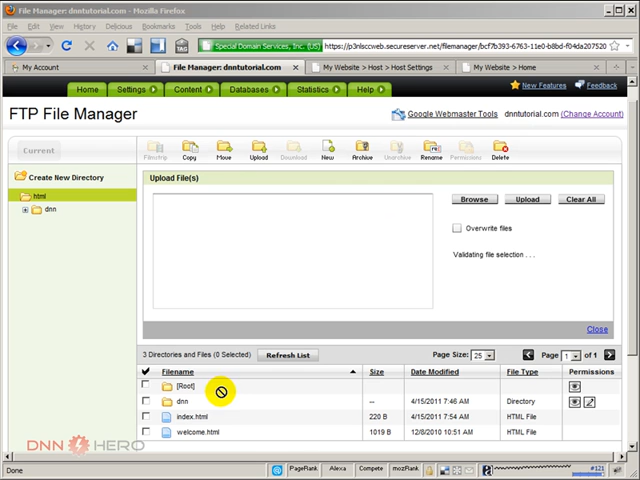 File Manager: dnntutorial.com - Mozilla Firefox
File Edit View History Delicious Bookmarks Tools Help Related Links
Special Domain Services, Inc. (US) https://p3nlsccweb.secureserver.net/filemanager/bcf7b393-6763-11e0-b8bd-f04da207520
My Account File Manager: dnntutorial.com My Website > Host > Host Settings My Website > Home
Home Settings Content Databases Statistics Help New Features Feedback
FTP File Manager Google Webmaster Tools dnntutorial.com (Change Account)
Current Filmstrip Copy Move Upload Download New Archive Unarchive Rename Permissions Delete
Create New Directory
html
dnn
Upload File(s)
Browse Upload Clear All
Overwrite files
Validating file selection . . .
Close
3 Directories and Files (0 Selected) Refresh List Page Size: 25 Page 1 of 1
Filename Size Date Modified File Type Permissions
[Root]
dnn -- 4/15/2011 7:46 AM Directory
index.html 220 B 4/15/2011 7:54 AM HTML File
welcome.html 1019 B 12/8/2010 10:51 AM HTML File
DNN HERO
Done PageRank Alexa Compete mozRank #121